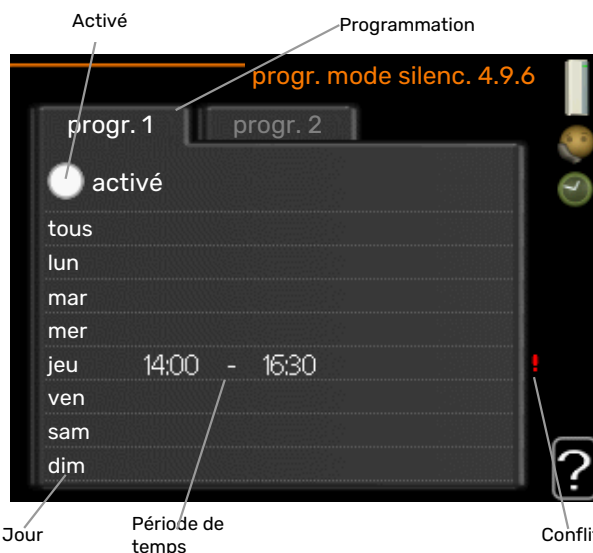 Activé
Programmation
progr. mode silenc. 4.9.6
progr. 1 progr. 2
activé
tous
lun
mar
mer
jeu 14:00 - 16:30 !
ven
sam
dim
?
Jour
Période de
temps
Conflit